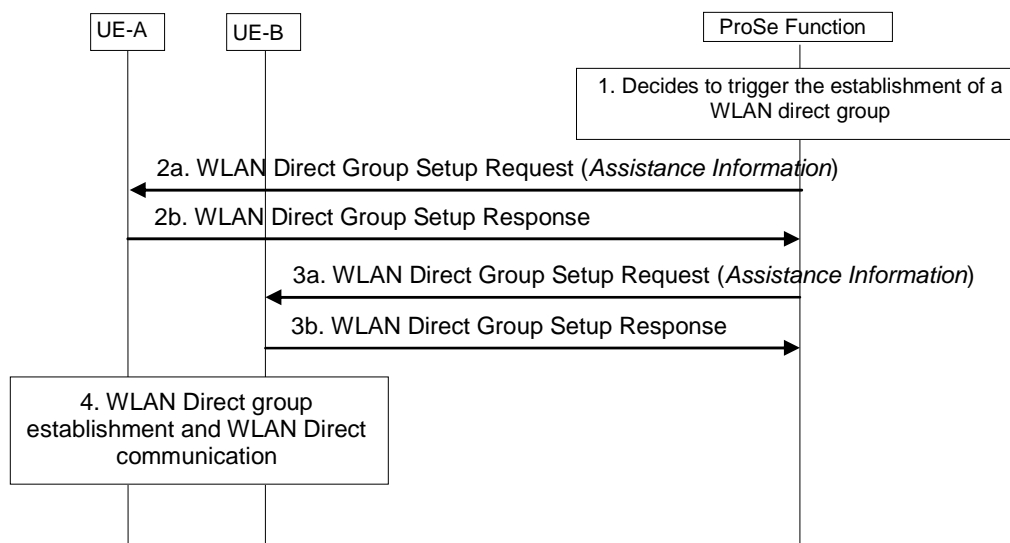 UE-A
UE-B
ProSe Function
1. Decides to trigger the establishment of a
WLAN direct group
2a. WLAN Direct Group Setup Request (Assistance Information)
2b. WLAN Direct Group Setup Response
3a. WLAN Direct Group Setup Request (Assistance Information)
3b. WLAN Direct Group Setup Response
4. WLAN Direct group
establishment and WLAN Direct
communication